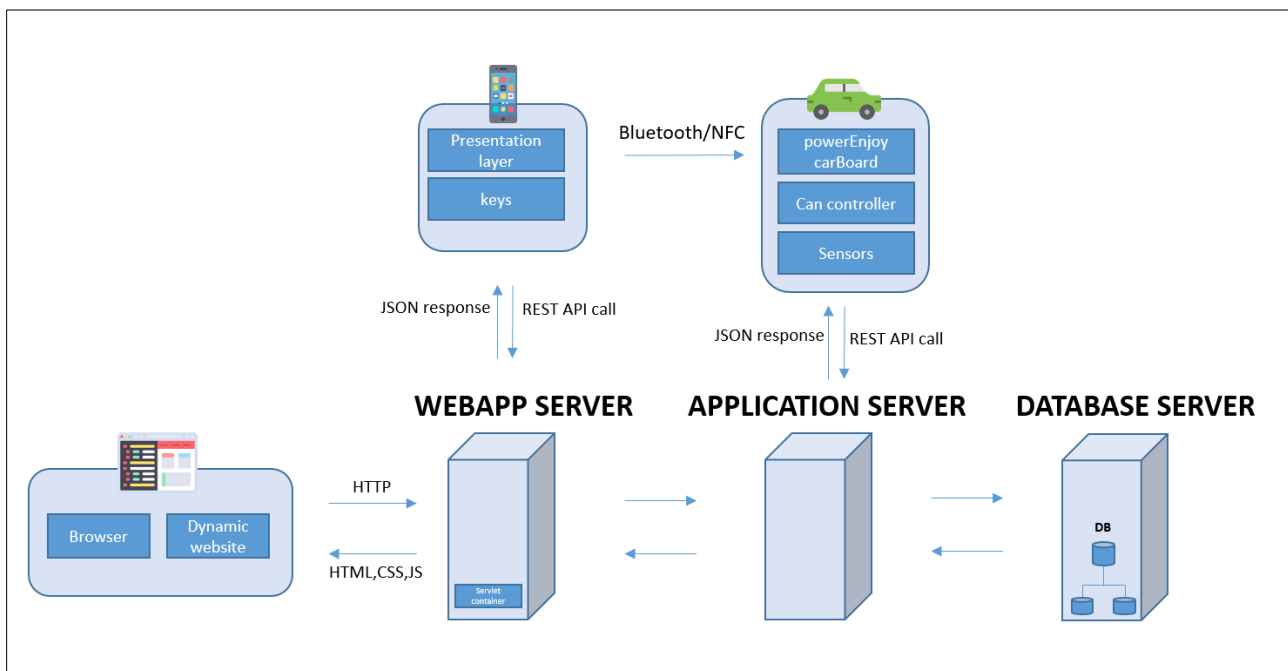 Presentation
layer
keys
Bluetooth/NFC
powerEnjoy
carBoard
Can controller
Sensors
JSON response
REST API call
JSON response
REST API call
WEBAPP SERVER
APPLICATION SERVER
DATABASE SERVER
Browser
Dynamic
website
HTTP
HTML,CSS,JS
Servlet
container
DB